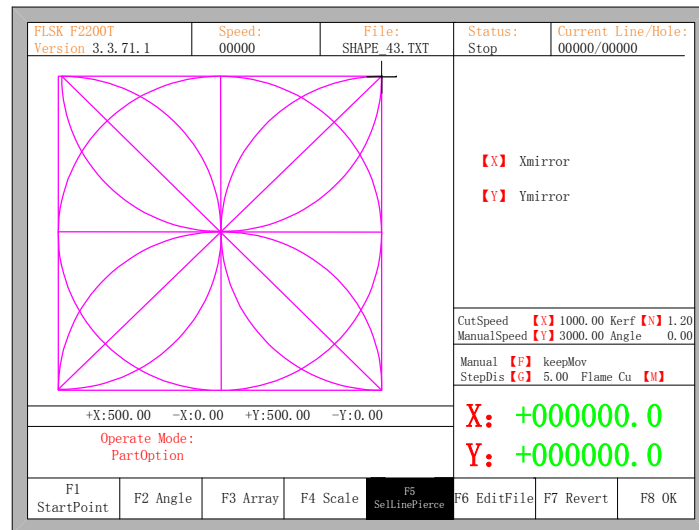 FLSK F2200T
Version 3.3.71.1
Speed:
00000
File:
SHAPE_43.TXT
Status:
Stop
Current Line/Hole:
00000/00000
【X】 Xmirror
【Y】 Ymirror
CutSpeed 【X】1000.00 Kerf【N】1.20
ManualSpeed【Y】3000.00 Angle 0.00
Manual 【F】 keepMov
StepDis【G】 5.00 Flame Cu 【M】
+X:500.00 -X:0.00 +Y:500.00 -Y:0.00
Operate Mode:
PartOption
X: +000000.0
Y: +000000.0
F1
StartPoint
F2 Angle
F3 Array
F4 Scale
F5
SelLinePierce
F6 EditFile
F7 Revert
F8 OK